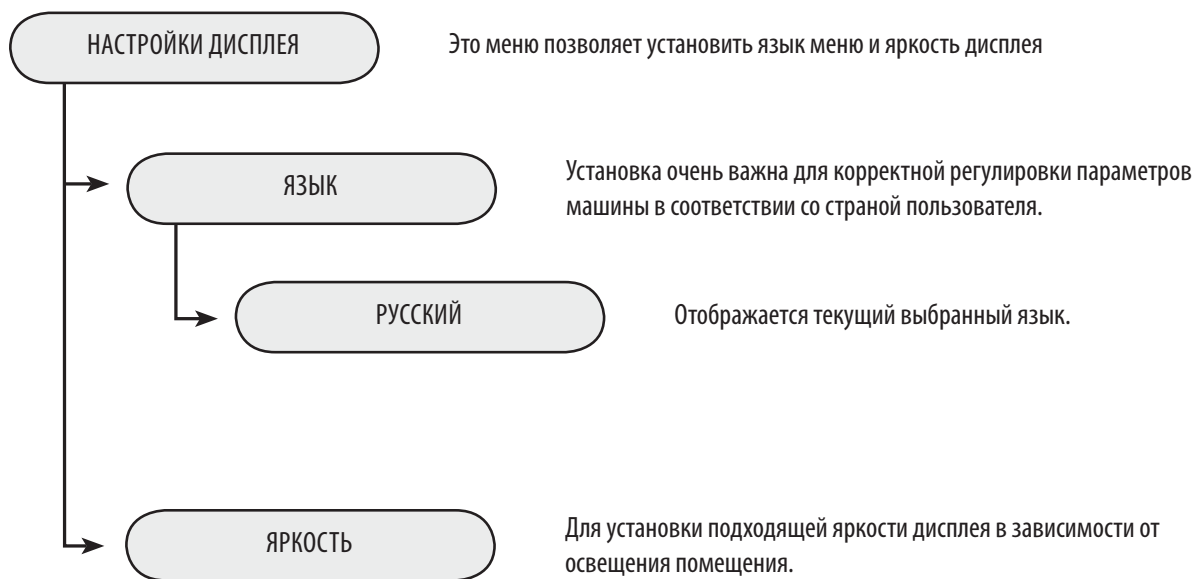 НАСТРОЙКИ ДИСПЛЕЯ
Это меню позволяет установить язык меню и яркость дисплея
ЯЗЫК
Установка очень важна для корректной регулировки параметров
машины в соответствии со страной пользователя.
РУССКИЙ
Отображается текущий выбранный язык.
ЯРКОСТЬ
Для установки подходящей яркости дисплея в зависимости от
освещения помещения.